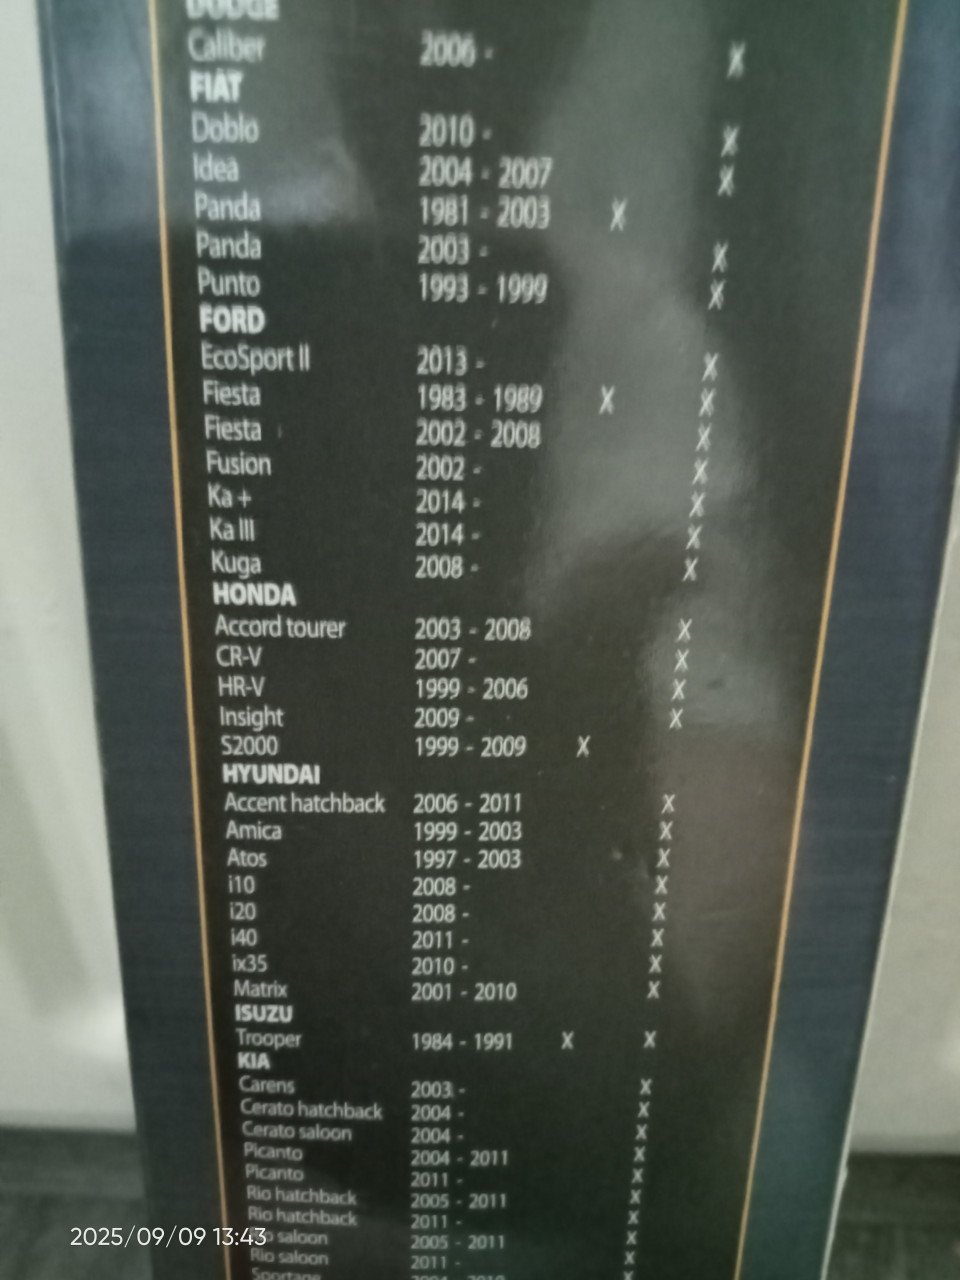 DODGE
Caliber 2006 - X
FIAT
Doblo 2010 - X
Idea 2004 - 2007 X
Panda 1981 - 2003 X
Panda 2003 - X
Punto 1993 - 1999 X
FORD
EcoSport II 2013 - X
Fiesta 1983 - 1989 X X
Fiesta 2002 - 2008 X
Fusion 2002 - X
Ka + 2014 - X
Ka III 2014 - X
Kuga 2008 - X
HONDA
Accord tourer 2003 - 2008 X
CR-V 2007 - X
HR-V 1999 - 2006 X
Insight 2009 - X
S2000 1999 - 2009 X
HYUNDAI
Accent hatchback 2006 - 2011 X
Amica 1999 - 2003 X
Atos 1997 - 2003 X
i10 2008 - X
i20 2008 - X
i40 2011 - X
ix35 2010 - X
Matrix 2001 - 2010 X
ISUZU
Trooper 1984 - 1991 X X
KIA
Carens 2003 - X
Cerato hatchback 2004 - X
Cerato saloon 2004 - X
Picanto 2004 - 2011 X
Picanto 2011 - X
Rio hatchback 2005 - 2011 X
Rio hatchback 2011 - X
Rio saloon 2005 - 2011 X
Rio saloon 2011 - X
Sportage X
2025/09/09 13:43